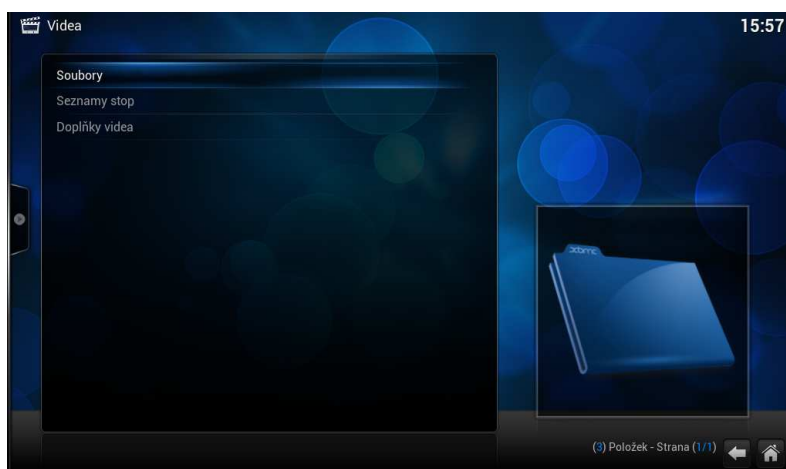 Videa
15:57
Soubory
Seznamy stop
Doplňky videa
xbmc
(3) Položek - Strana (1/1)